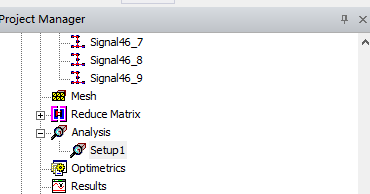 Project Manager
Signal46_7
Signal46_8
Signal46_9
Mesh
Reduce Matrix
Analysis
Setup1
Optimetrics
Results